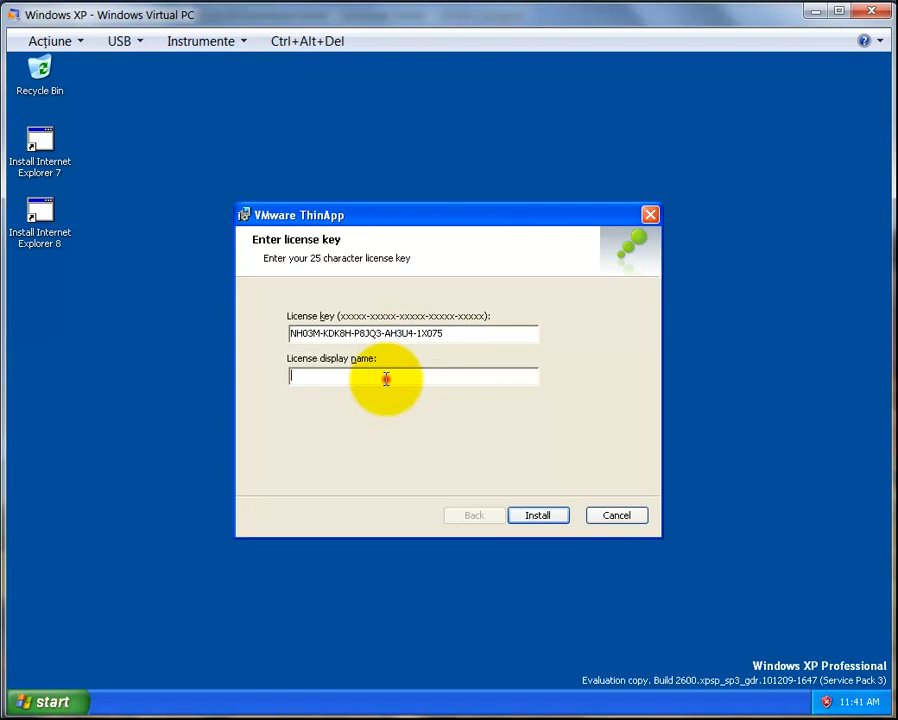 Windows XP - Windows Virtual PC
Acțiune USB Instrumente Ctrl+Alt+Del
Recycle Bin
Install Internet
Explorer 7
Install Internet
Explorer 8
VMware ThinApp
Enter license key
Enter your 25 character license key
License key (xxxxx-xxxxx-xxxxx-xxxxx-xxxxx):
NH03M-KDK8H-P8JQ3-AH3U4-1X075
License display name:
Back Install Cancel
Windows XP Professional
Evaluation copy. Build 2600.xpsp_sp3_gdr.101209-1647 (Service Pack 3)
start 11:41 AM